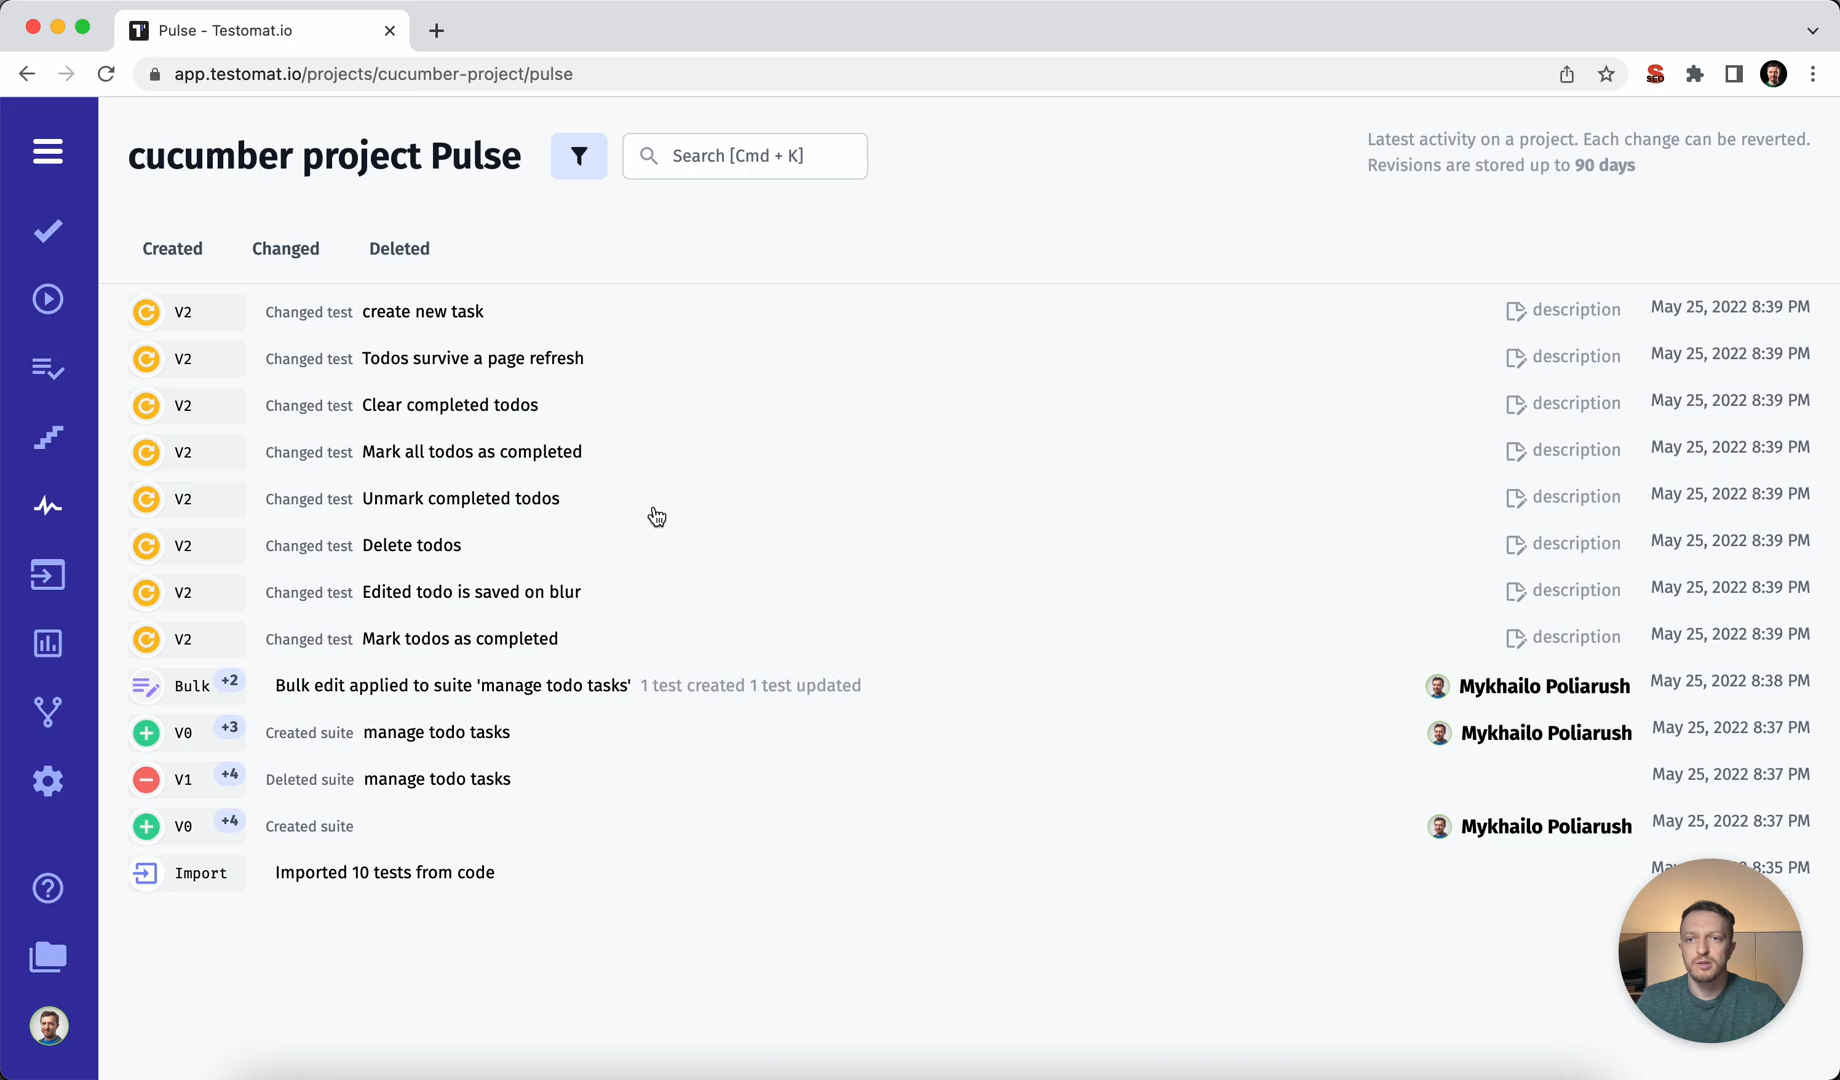 Pulse - Testomat.io
app.testomat.io/projects/cucumber-project/pulse
SEO
cucumber project Pulse
Search [Cmd + K]
Latest activity on a project. Each change can be reverted.
Revisions are stored up to 90 days
Created Changed Deleted
V2 Changed test create new task description May 25, 2022 8:39 PM
V2 Changed test Todos survive a page refresh description May 25, 2022 8:39 PM
V2 Changed test Clear completed todos description May 25, 2022 8:39 PM
V2 Changed test Mark all todos as completed description May 25, 2022 8:39 PM
V2 Changed test Unmark completed todos description May 25, 2022 8:39 PM
V2 Changed test Delete todos description May 25, 2022 8:39 PM
V2 Changed test Edited todo is saved on blur description May 25, 2022 8:39 PM
V2 Changed test Mark todos as completed description May 25, 2022 8:39 PM
Bulk +2 Bulk edit applied to suite 'manage todo tasks' 1 test created 1 test updated Mykhailo Poliarush May 25, 2022 8:38 PM
V0 +3 Created suite manage todo tasks Mykhailo Poliarush May 25, 2022 8:37 PM
V1 +4 Deleted suite manage todo tasks May 25, 2022 8:37 PM
V0 +4 Created suite Mykhailo Poliarush May 25, 2022 8:37 PM
Import Imported 10 tests from code 8:35 PM